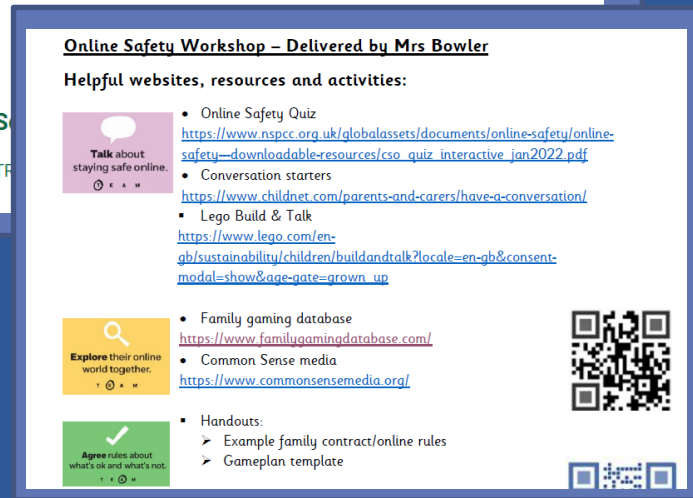 Online Safety Workshop – Delivered by Mrs Bowler
Helpful websites, resources and activities:
Talk about
staying safe online.
T E A M
• Online Safety Quiz
https://www.nspcc.org.uk/globalassets/documents/online-safety/online-
safety---downloadable-resources/cso_quiz_interactive_jan2022.pdf
• Conversation starters
https://www.childnet.com/parents-and-carers/have-a-conversation/
▪ Lego Build & Talk
https://www.lego.com/en-
gb/sustainability/children/buildandtalk?locale=en-gb&consent-
modal=show&age-gate=grown_up
Explore their online
world together.
T E A M
• Family gaming database
https://www.familygamingdatabase.com/
• Common Sense media
https://www.commonsensemedia.org/
Agree rules about
what's ok and what's not.
T E A M
▪ Handouts:
➢ Example family contract/online rules
➢ Gameplan template